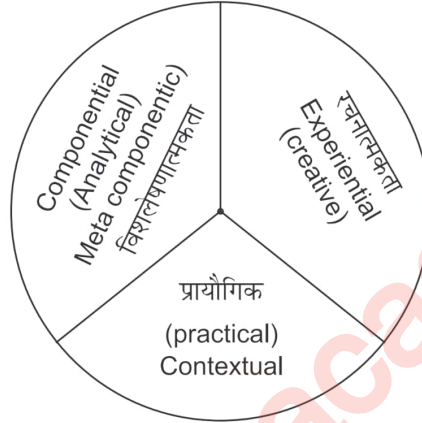 Componential
(Analytical)
Meta componentic)
विश्लेषणात्मकता
रचनात्मकता
Experiential
(creative)
प्रायौगिक
(practical)
Contextual